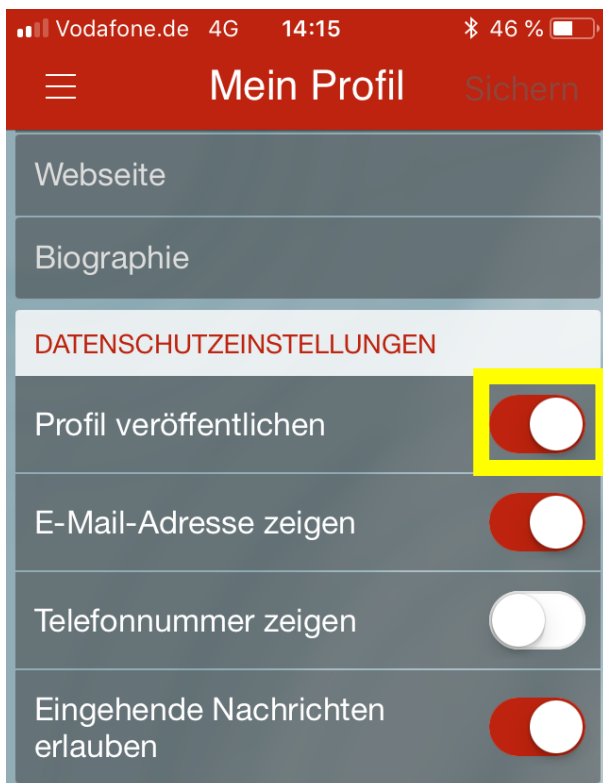 Vodafone.de 4G 14:15 46 %
Mein Profil Sichern
Webseite
Biographie
DATENSCHUTZEINSTELLUNGEN
Profil veröffentlichen
E-Mail-Adresse zeigen
Telefonnummer zeigen
Eingehende Nachrichten
erlauben